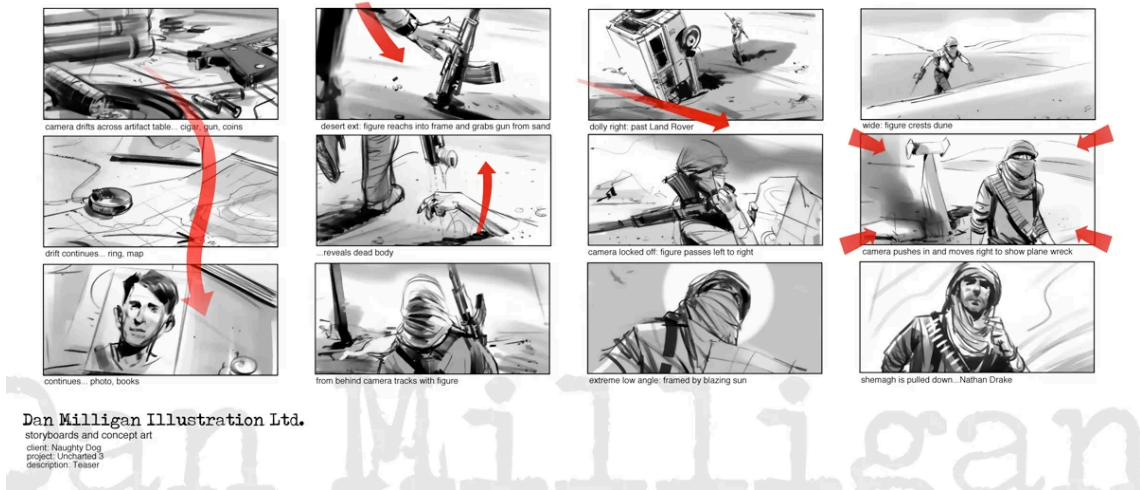 camera drifts across artifact table... cigar, gun, coins
drift continues... ring, map
continues... photo, books
desert ext: figure reachs into frame and grabs gun from sand
...reveals dead body
from behind camera tracks with figure
dolly right: past Land Rover
camera locked off: figure passes left to right
extreme low angle: framed by blazing sun
wide: figure crests dune
camera pushes in and moves right to show plane wreck
shemagh is pulled down...Nathan Drake
Dan Milligan Illustration Ltd.
storyboards and concept art
client: Naughty Dog
project: Uncharted 3
description: Teaser
Dan Milligan